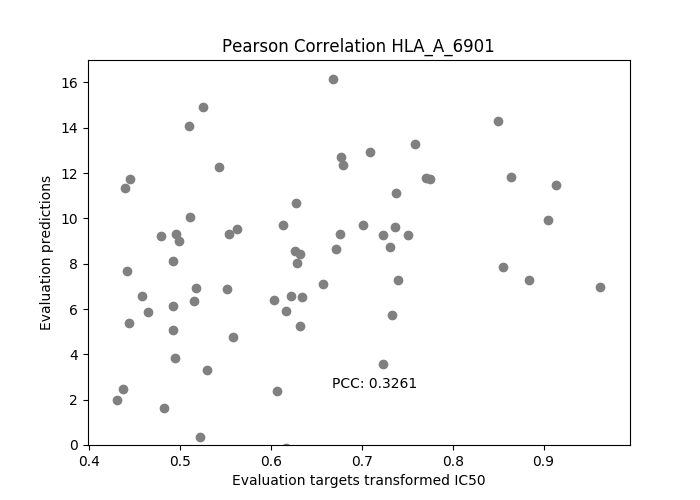 Pearson Correlation HLA_A_6901
Evaluation predictions
16
14
12
10
8
6
4
2
0
PCC: 0.3261
0.4 0.5 0.6 0.7 0.8 0.9
Evaluation targets transformed IC50